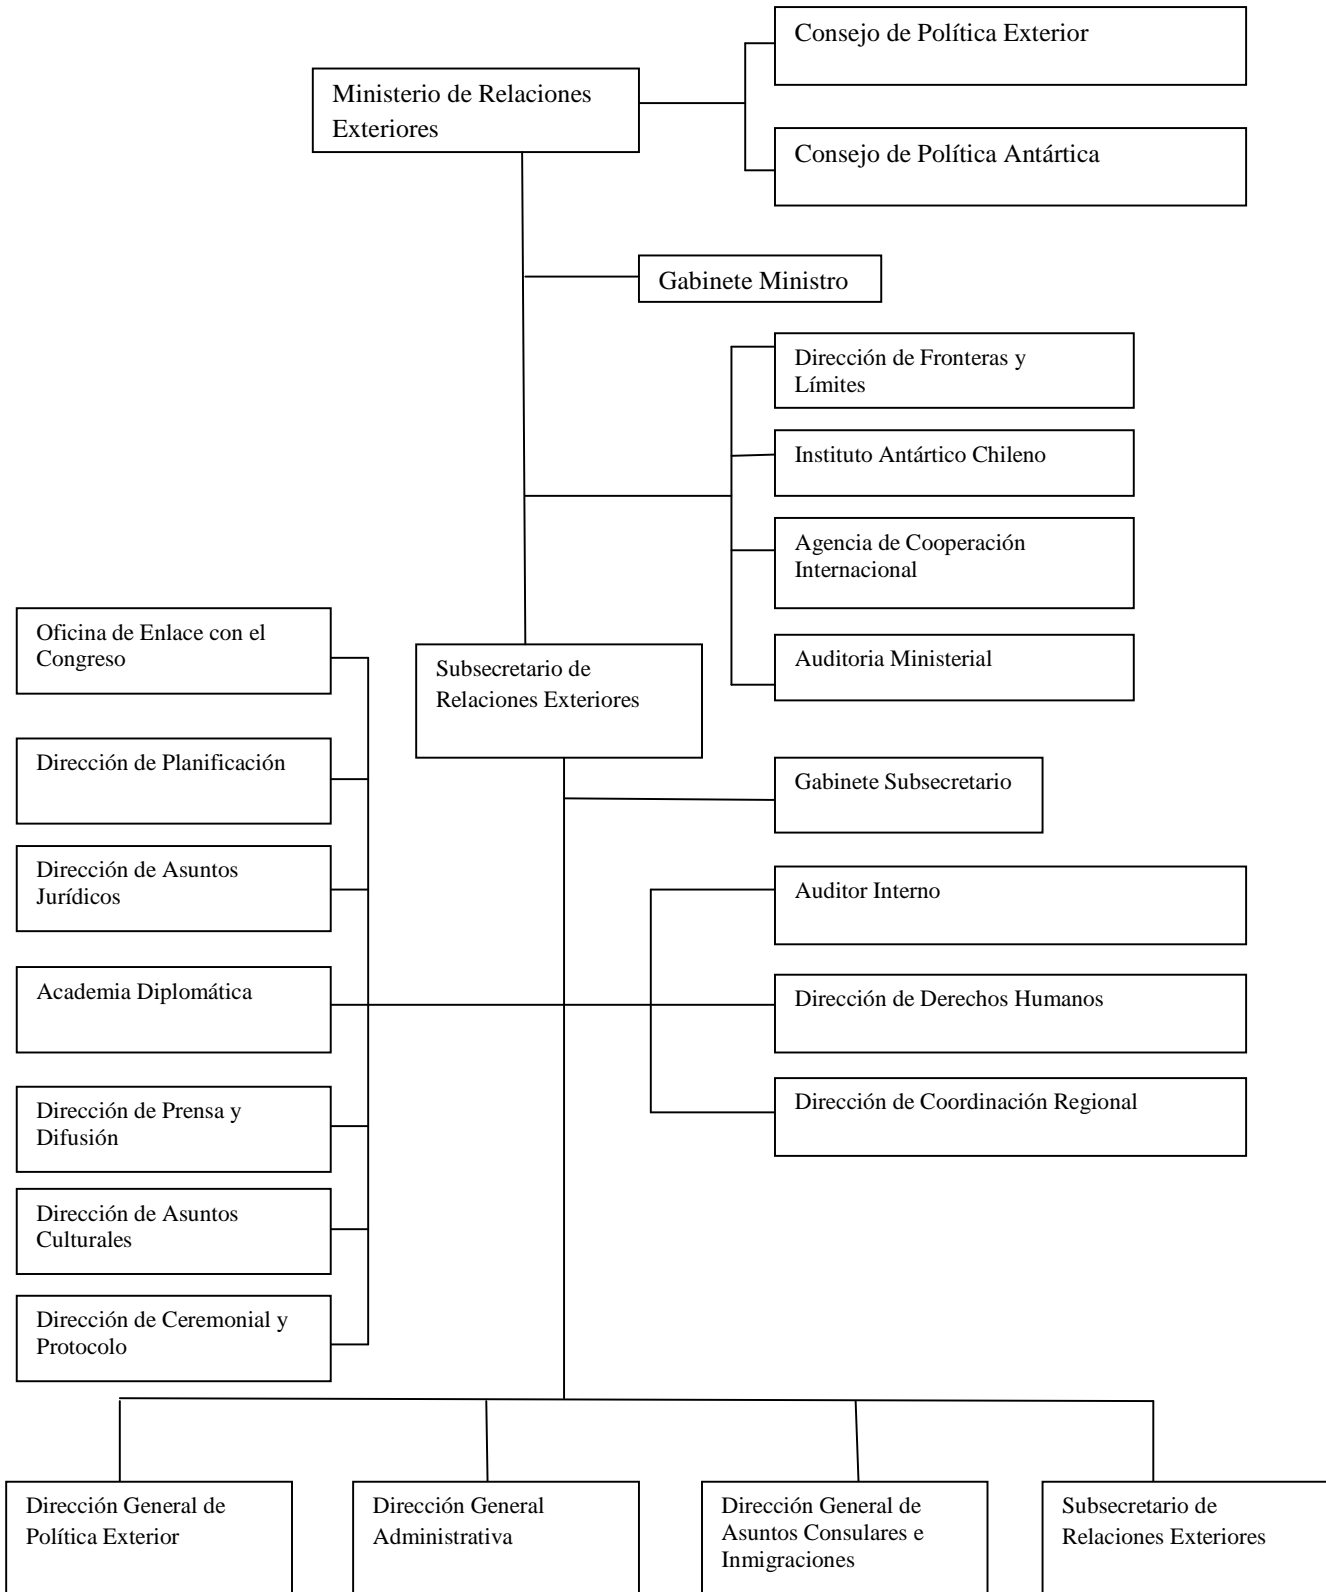 Consejo de Política Exterior
Ministerio de Relaciones
Exteriores
Consejo de Política Antártica
Gabinete Ministro
Dirección de Fronteras y
Límites
Instituto Antártico Chileno
Agencia de Cooperación
Internacional
Auditoria Ministerial
Oficina de Enlace con el
Congreso
Subsecretario de
Relaciones Exteriores
Dirección de Planificación
Gabinete Subsecretario
Dirección de Asuntos
Jurídicos
Auditor Interno
Academia Diplomática
Dirección de Derechos Humanos
Dirección de Prensa y
Difusión
Dirección de Coordinación Regional
Dirección de Asuntos
Culturales
Dirección de Ceremonial y
Protocolo
Dirección General de
Política Exterior
Dirección General
Administrativa
Dirección General de
Asuntos Consulares e
Inmigraciones
Subsecretario de
Relaciones Exteriores